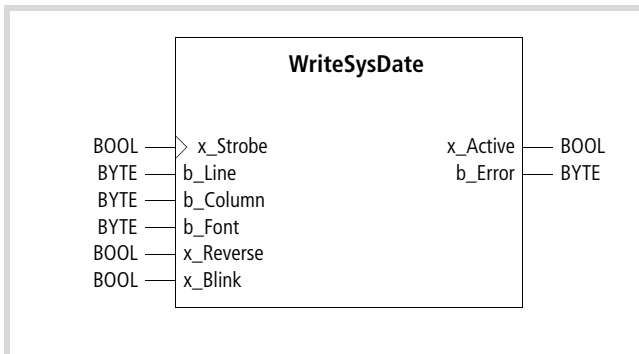 WriteSysDate
BOOL x_Strobe x_Active BOOL
BYTE b_Line b_Error BYTE
BYTE b_Column
BYTE b_Font
BOOL x_Reverse
BOOL x_Blink